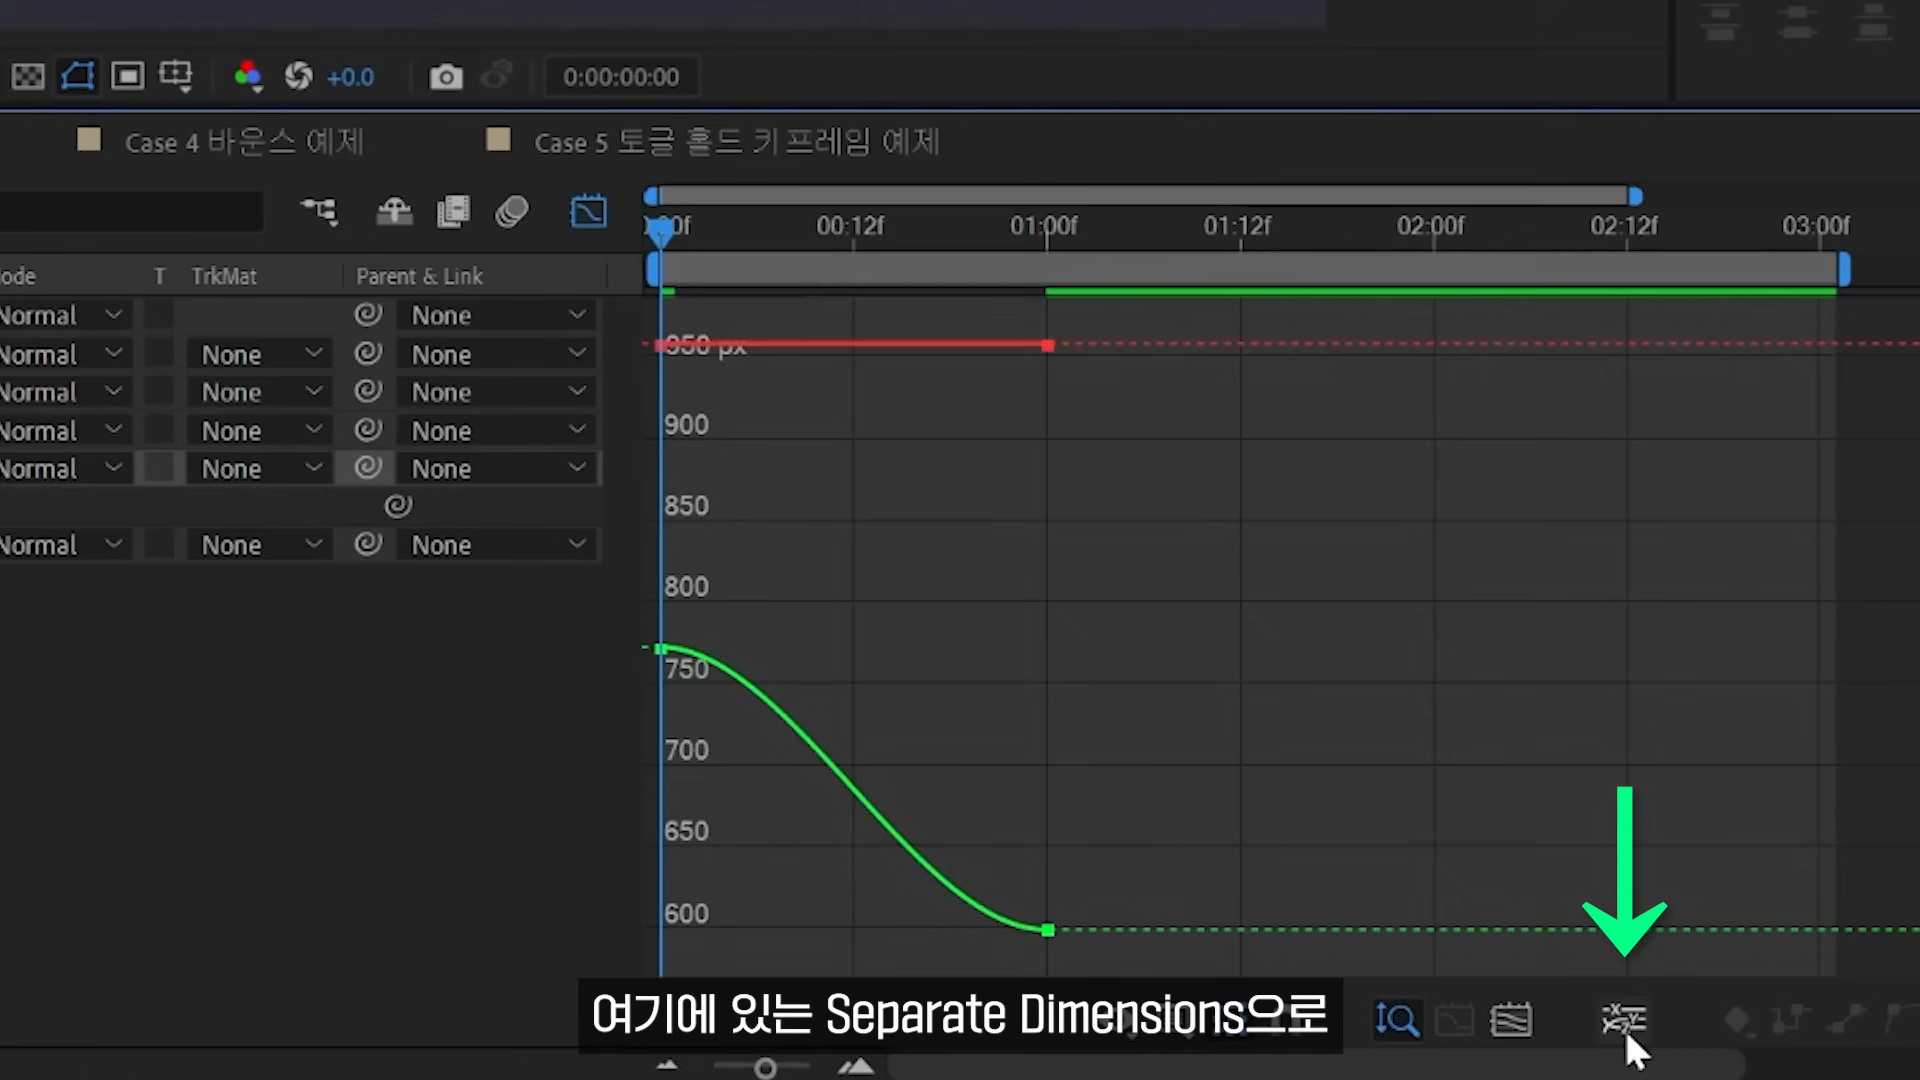 +0.0
0:00:00:00
Case 4 바운스 예제
Case 5 토글 홀드 키프레임 예제
00:12f
01:00f
01:12f
02:00f
02:12f
03:00f
T
TrkMat
Parent & Link
Normal
None
Normal
None
None
Normal
None
None
Normal
None
None
Normal
None
None
Normal
None
None
950 px
900
850
800
750
700
650
600
여기에 있는 Separate Dimensions으로